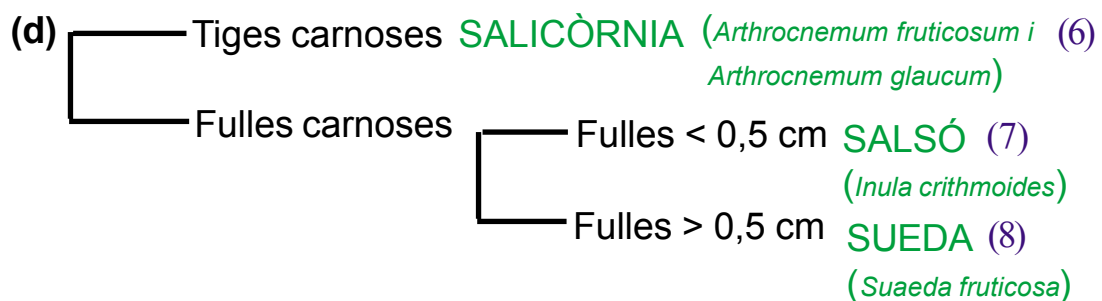 (d) Tiges carnoses SALICÒRNIA (Arthrocnemum fruticosum i (6)
Arthrocnemum glaucum)
Fulles carnoses
Fulles < 0,5 cm SALSÓ (7)
(Inula crithmoides)
Fulles > 0,5 cm SUEDA (8)
(Suaeda fruticosa)